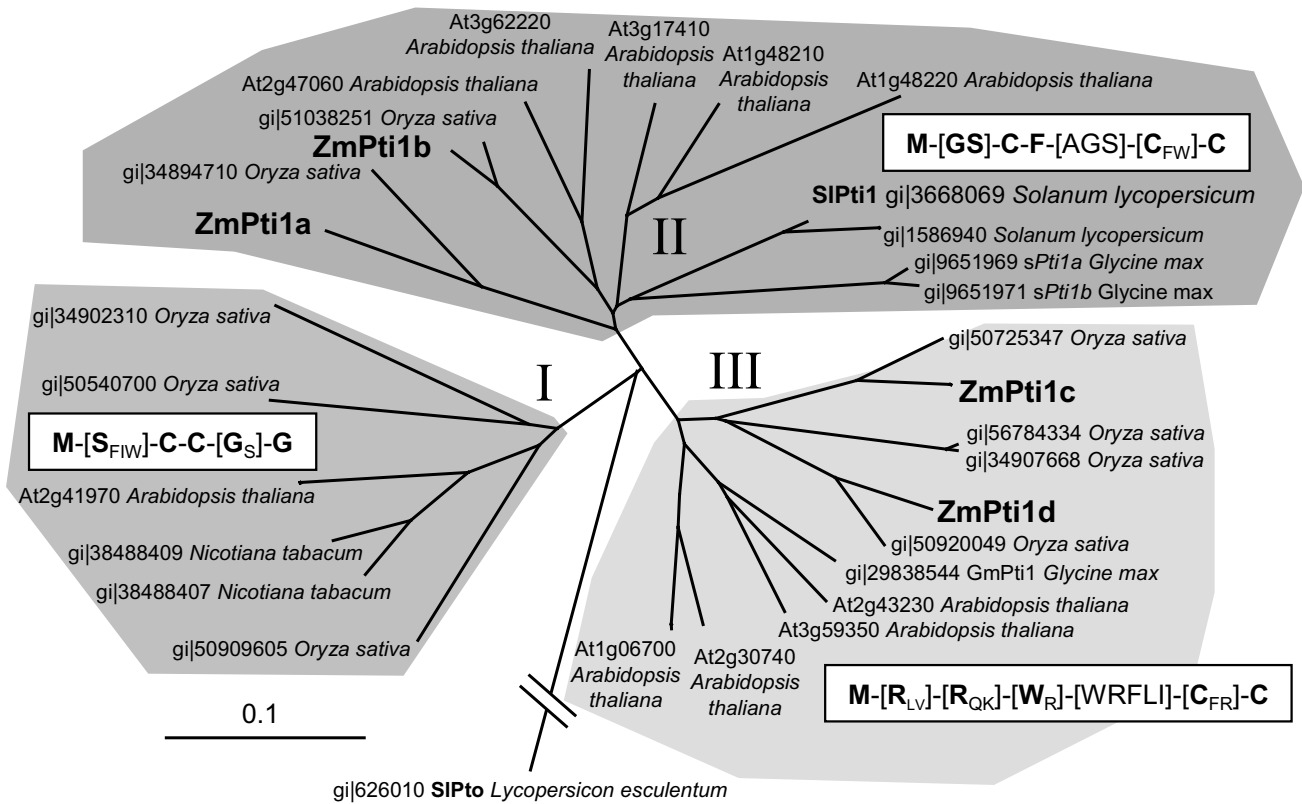 At3g62220
Arabidopsis thaliana
At3g17410
Arabidopsis
thaliana
At1g48210
Arabidopsis
thaliana
At2g47060 Arabidopsis thaliana
At1g48220 Arabidopsis thaliana
gi|51038251 Oryza sativa
ZmPti1b
M-[GS]-C-F-[AGS]-[CFW]-C
gi|34894710 Oryza sativa
SlPti1 gi|3668069 Solanum lycopersicum
ZmPti1a
II
gi|1586940 Solanum lycopersicum
gi|9651969 sPti1a Glycine max
gi|9651971 sPti1b Glycine max
gi|34902310 Oryza sativa
gi|50540700 Oryza sativa
I
M-[SFIW]-C-C-[GS]-G
At2g41970 Arabidopsis thaliana
gi|38488409 Nicotiana tabacum
gi|38488407 Nicotiana tabacum
gi|50909605 Oryza sativa
III
gi|50725347 Oryza sativa
ZmPti1c
gi|56784334 Oryza sativa
gi|34907668 Oryza sativa
ZmPti1d
gi|50920049 Oryza sativa
gi|29838544 GmPti1 Glycine max
At2g43230 Arabidopsis thaliana
At3g59350 Arabidopsis thaliana
At1g06700
Arabidopsis
thaliana
At2g30740
Arabidopsis
thaliana
M-[RLV]-[RQK]-[WR]-[WRFLI]-[CFR]-C
0.1
gi|626010 SlPto Lycopersicon esculentum